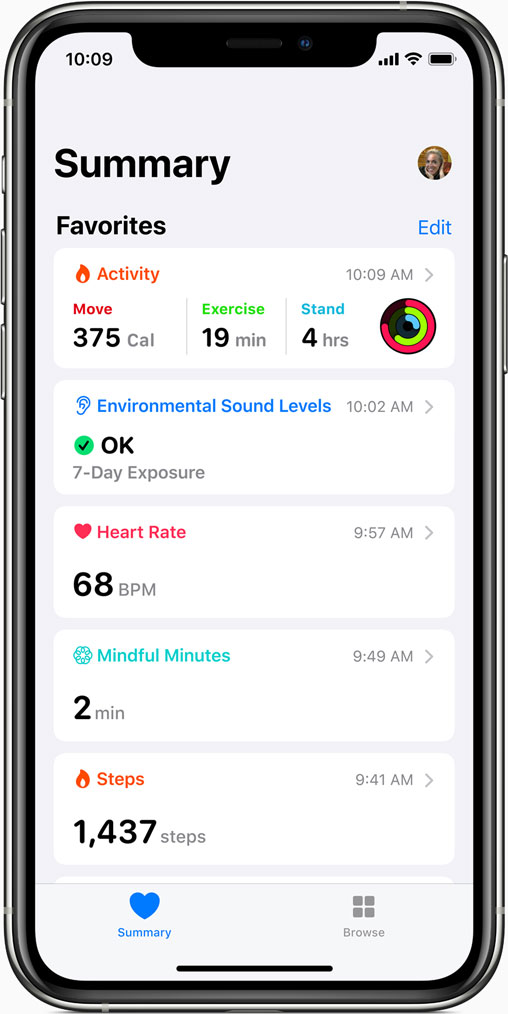 10:09
Summary
Favorites
Edit
Activity
10:09 AM
Move
Exercise
Stand
375 Cal
19 min
4 hrs
Environmental Sound Levels
10:02 AM
OK
7-Day Exposure
Heart Rate
9:57 AM
68 BPM
Mindful Minutes
9:49 AM
2 min
Steps
9:41 AM
1,437 steps
Summary
Browse